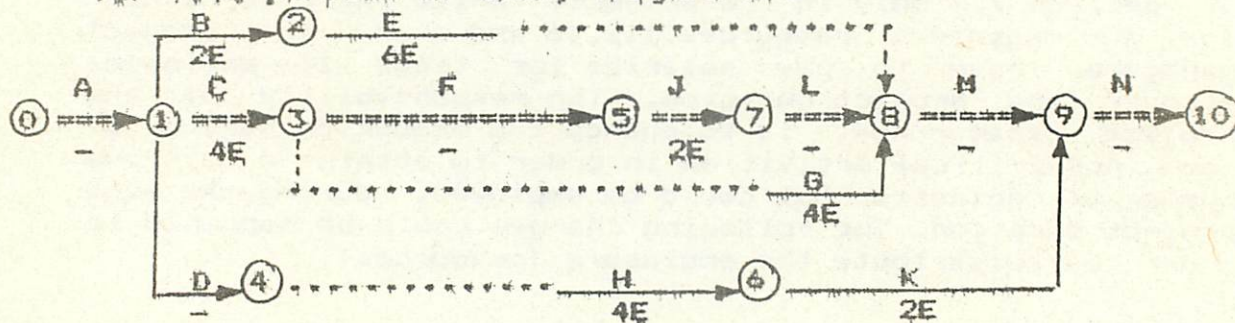 B 2 E
2E 6E
A C F J L M N
0 1 3 5 7 8 9 10
- 4E - 2E - - -
G
4E
D 4 H 6 K
- 4E 2E